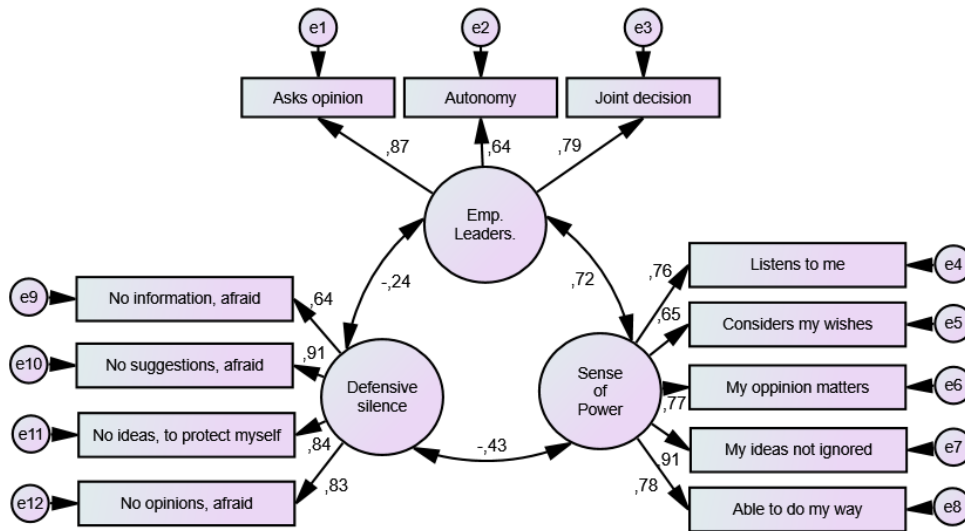 e1
e2
e3
Asks opinion
Autonomy
Joint decision
,87
,64
,79
Emp.
Leaders.
-,24
,72
e9
No information, afraid
,64
e10
No suggestions, afraid
,91
e11
No ideas, to protect myself
,84
e12
No opinions, afraid
,83
Defensive
silence
-,43
Sense
of
Power
,76
Listens to me
e4
,65
Considers my wishes
e5
,77
My oppinion matters
e6
,91
My ideas not ignored
e7
,78
Able to do my way
e8